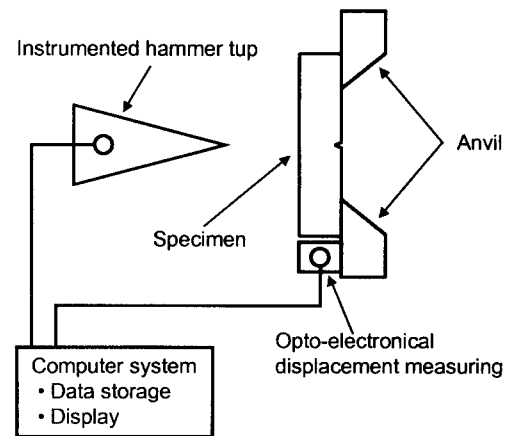 Instrumented hammer tup
Anvil
Specimen
Opto-electronical
displacement measuring
Computer system
• Data storage
• Display